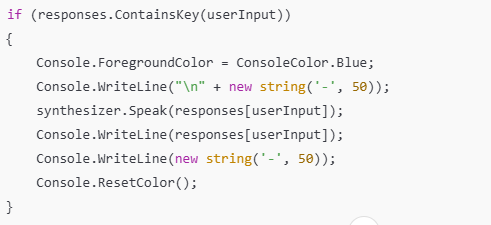 if (responses.ContainsKey(userInput))
{
    Console.ForegroundColor = ConsoleColor.Blue;
    Console.WriteLine("\n" + new string('-', 50));
    synthesizer.Speak(responses[userInput]);
    Console.WriteLine(responses[userInput]);
    Console.WriteLine(new string('-', 50));
    Console.ResetColor();
}